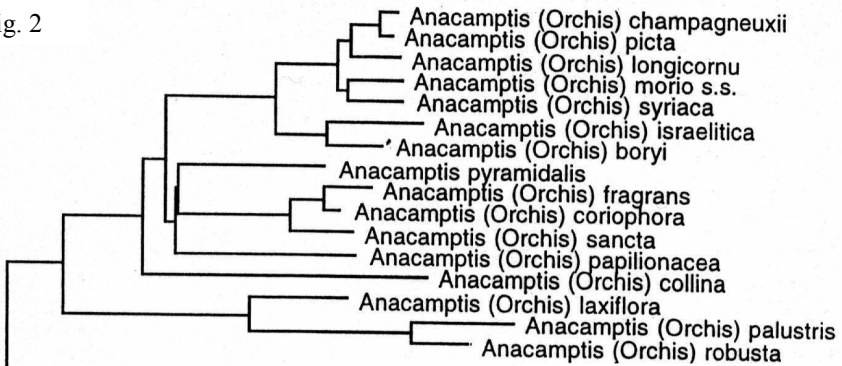 ig. 2
Anacamptis (Orchis) champagneuxii
Anacamptis (Orchis) picta
Anacamptis (Orchis) longicornu
Anacamptis (Orchis) morio s.s.
Anacamptis (Orchis) syriaca
Anacamptis (Orchis) israelitica
Anacamptis (Orchis) boryi
Anacamptis pyramidalis
Anacamptis (Orchis) fragrans
Anacamptis (Orchis) coriophora
Anacamptis (Orchis) sancta
Anacamptis (Orchis) papilionacea
Anacamptis (Orchis) collina
Anacamptis (Orchis) laxiflora
Anacamptis (Orchis) palustris
Anacamptis (Orchis) robusta